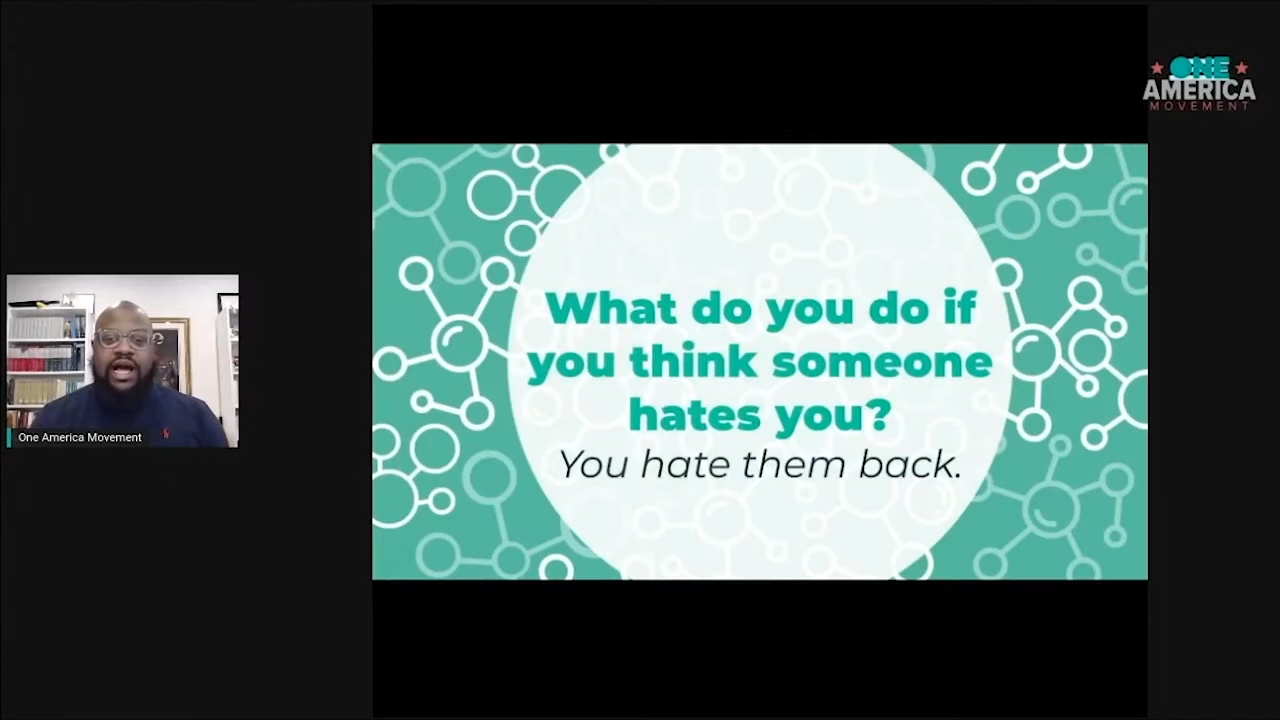 ONE
AMERICA
MOVEMENT
What do you do if
you think someone
hates you?
You hate them back.
One America Movement